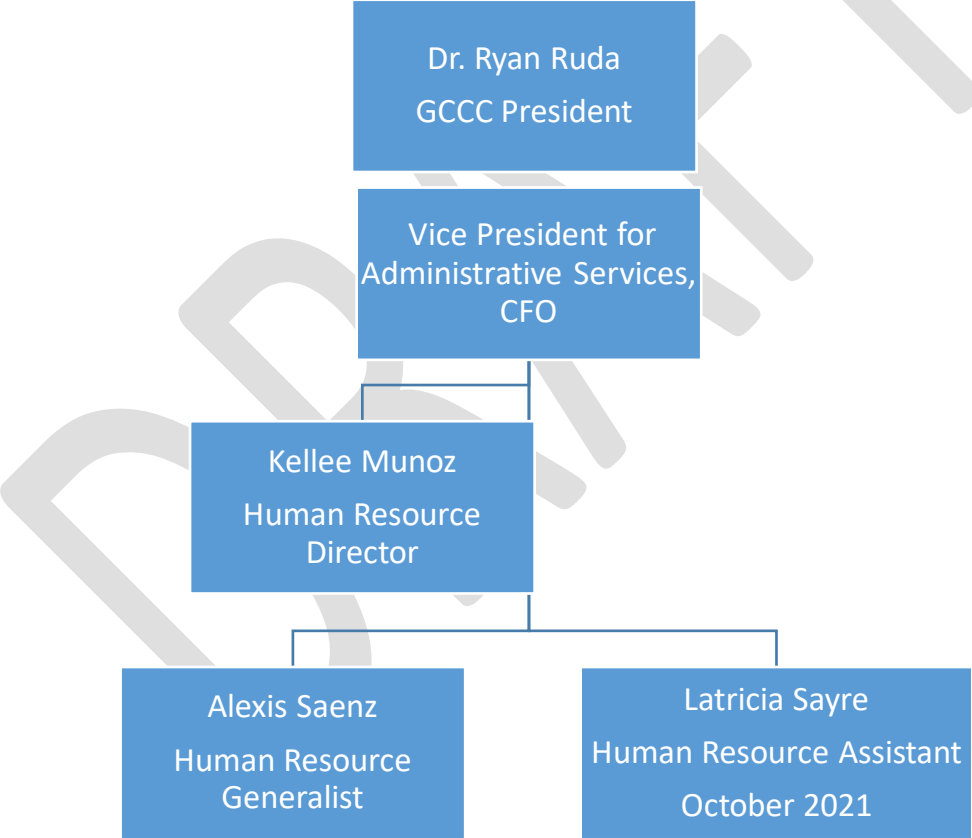 Dr. Ryan Ruda
GCCC President
Vice President for
Administrative Services,
CFO
Kellee Munoz
Human Resource
Director
Alexis Saenz
Human Resource
Generalist
Latricia Sayre
Human Resource Assistant
October 2021